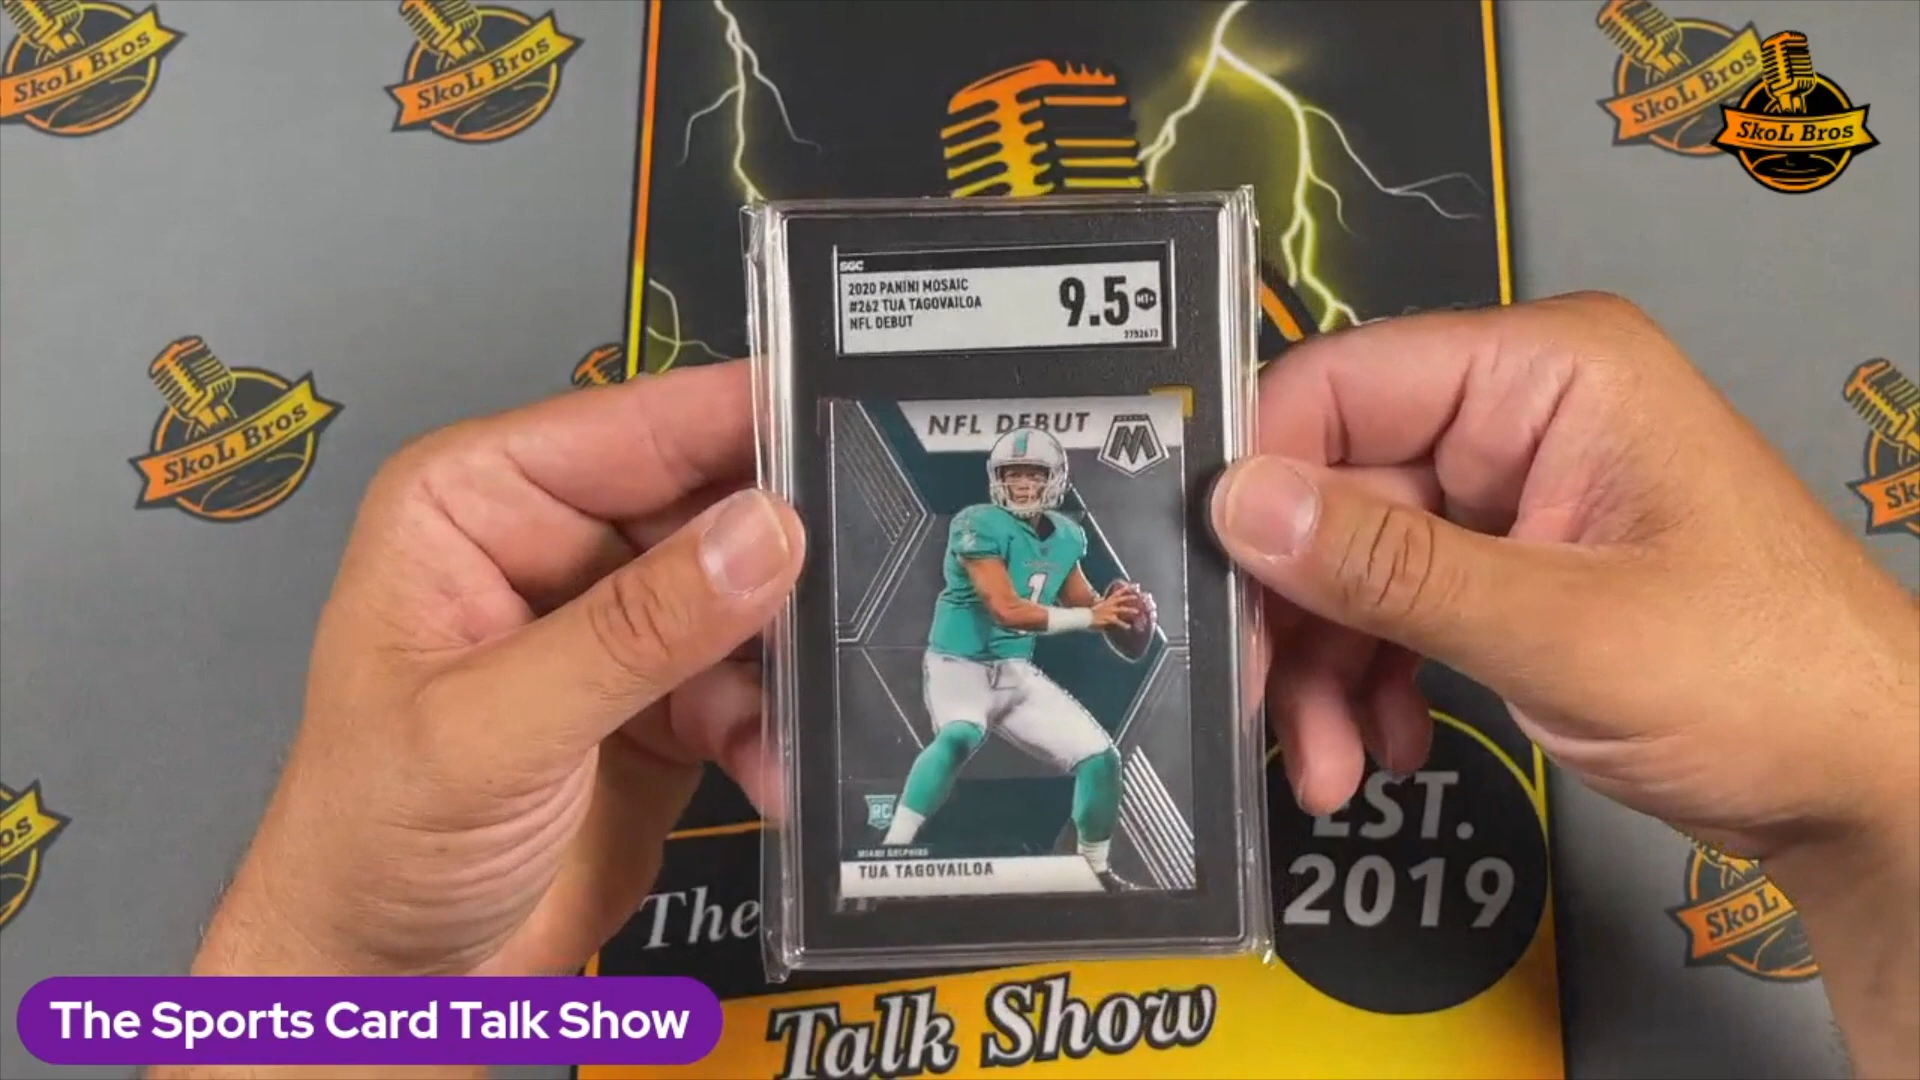 SkoL Bros
SkoL Bros
SkoL Bros
SkoL Bros
SGC
2020 PANINI MOSAIC
#262 TUA TAGOVAILOA
NFL DEBUT
9.5
MT+
NFL DEBUT
SkoL Bros
1
RC
MIAMI DOLPHINS
TUA TAGOVAILOA
EST.
2019
The
SkoL
The Sports Card Talk Show
Talk Show